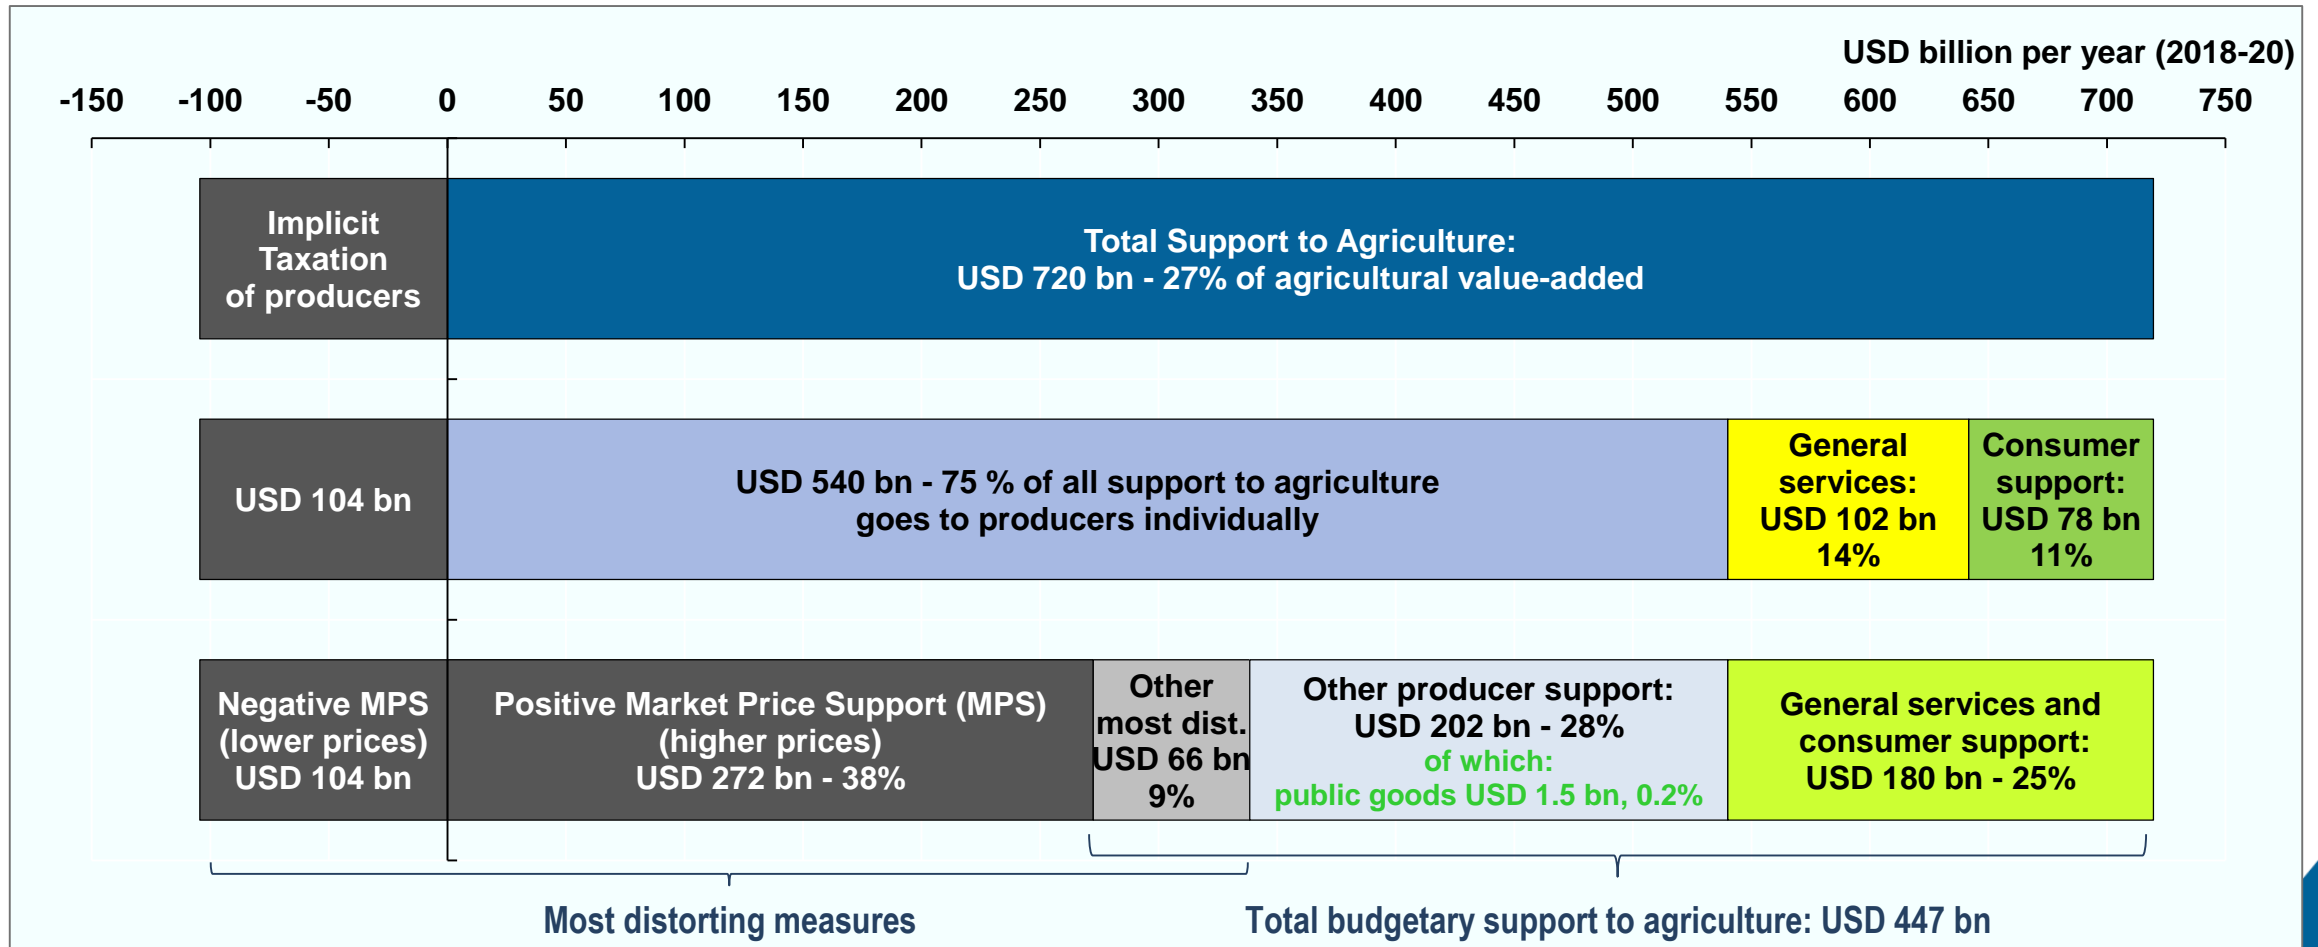 USD billion per year (2018-20)
-150 -100 -50 0 50 100 150 200 250 300 350 400 450 500 550 600 650 700 750
Implicit
Taxation
of producers
Total Support to Agriculture:
USD 720 bn - 27% of agricultural value-added
USD 104 bn
USD 540 bn - 75 % of all support to agriculture
goes to producers individually
General
services:
USD 102 bn
14%
Consumer
support:
USD 78 bn
11%
Negative MPS
(lower prices)
USD 104 bn
Positive Market Price Support (MPS)
(higher prices)
USD 272 bn - 38%
Other
most dist.
USD 66 bn
9%
Other producer support:
USD 202 bn - 28%
of which:
public goods USD 1.5 bn, 0.2%
General services and
consumer support:
USD 180 bn - 25%
Most distorting measures
Total budgetary support to agriculture: USD 447 bn